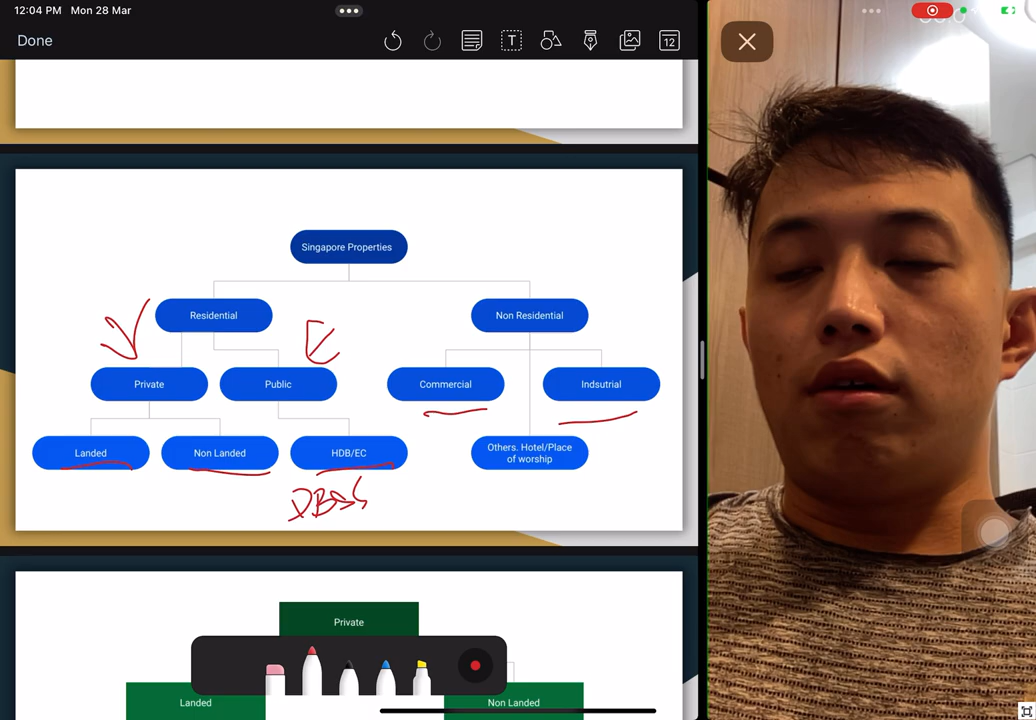 12:04 PM Mon 28 Mar
Done
T
12
Singapore Properties
Residential
Non Residential
Private
Public
Commercial
Indsutrial
Landed
Non Landed
HDB/EC
Others. Hotel/Place
of worship
DBSS
Private
Landed
Non Landed